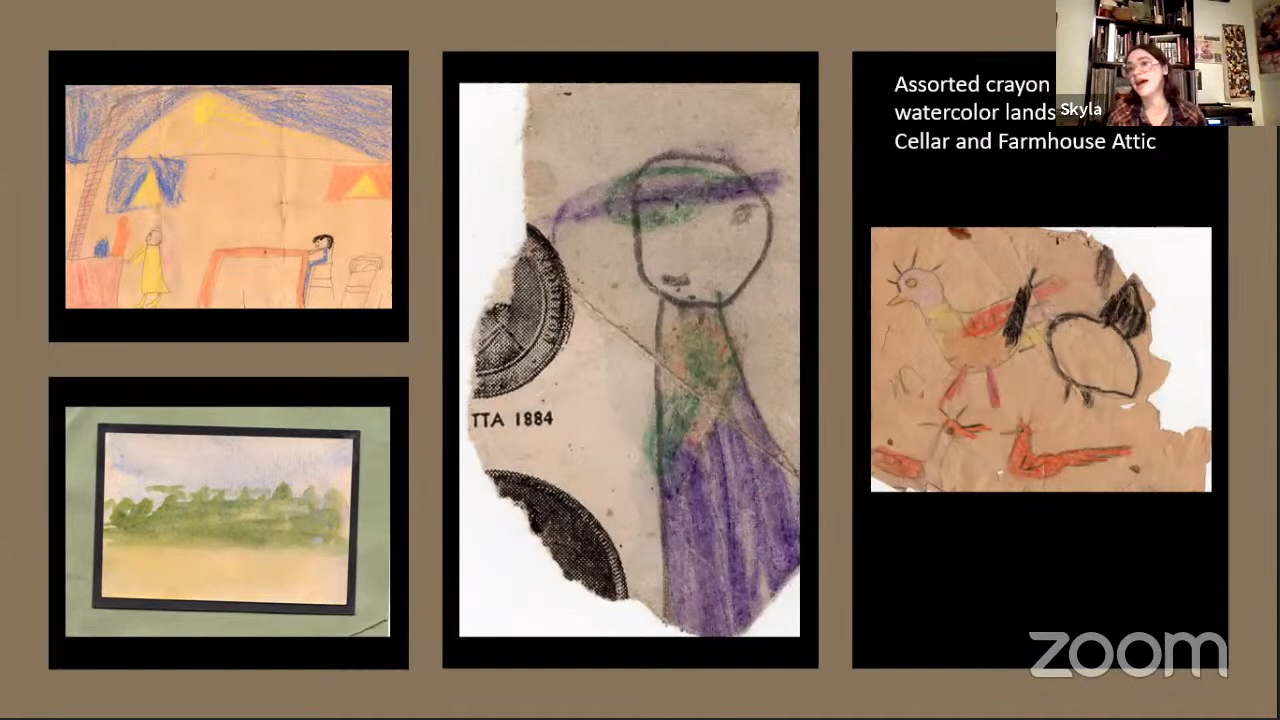 Assorted crayon
watercolor lands
Cellar and Farmhouse Attic
Skyla
TTA 1884
zoom